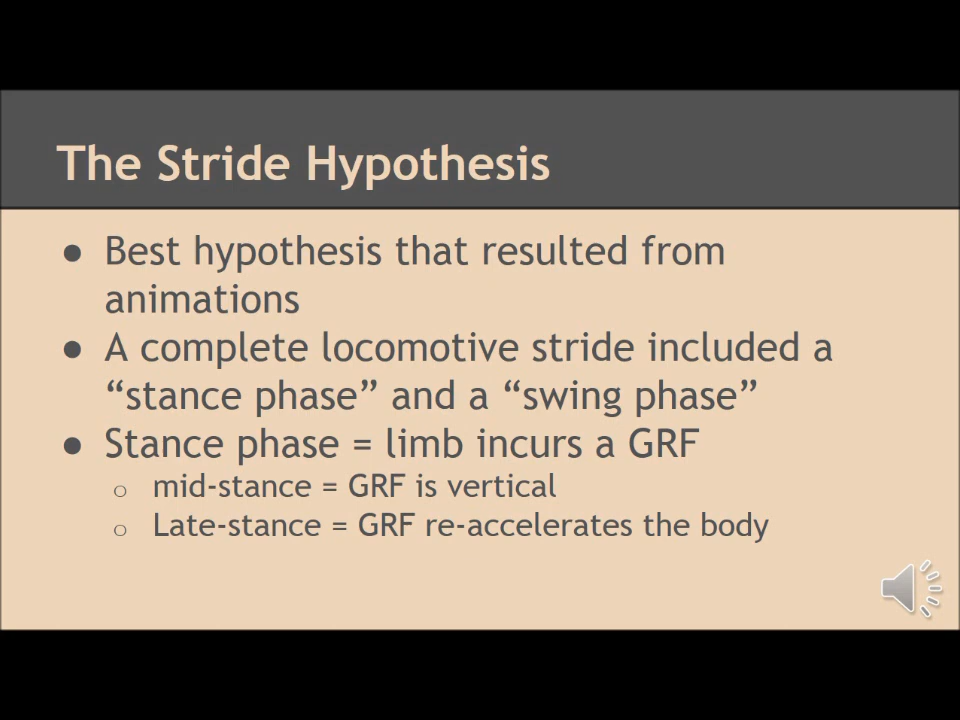 The Stride Hypothesis
● Best hypothesis that resulted from
animations
● A complete locomotive stride included a
“stance phase” and a “swing phase”
● Stance phase = limb incurs a GRF
○ mid-stance = GRF is vertical
○ Late-stance = GRF re-accelerates the body